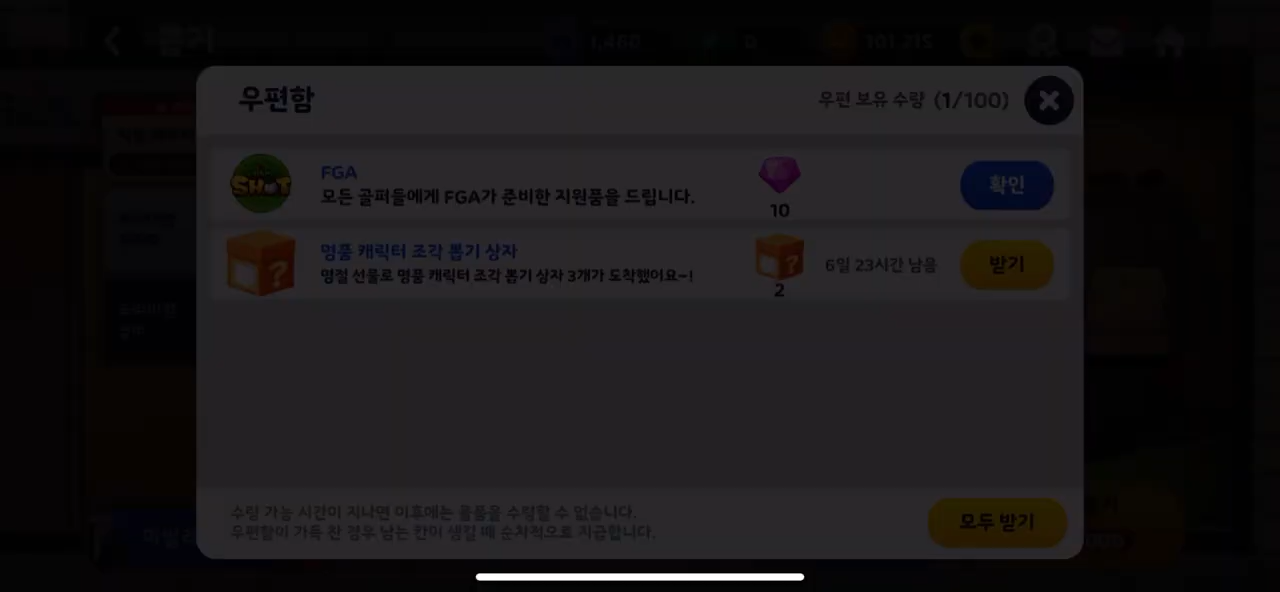 우편함
우편 보유 수량 (1/100)
SHOT
FGA
모든 골퍼들에게 FGA가 준비한 지원품을 드립니다.
10
확인
명품 캐릭터 조각 뽑기 상자
명절 선물로 명품 캐릭터 조각 뽑기 상자 3개가 도착했어요~!
2
6일 23시간 남음
받기
수령 가능 시간이 지나면 이후에는 물품을 수령할 수 없습니다.
우편함이 가득 찬 경우 남는 칸이 생길 때 순차적으로 지급합니다.
모두 받기